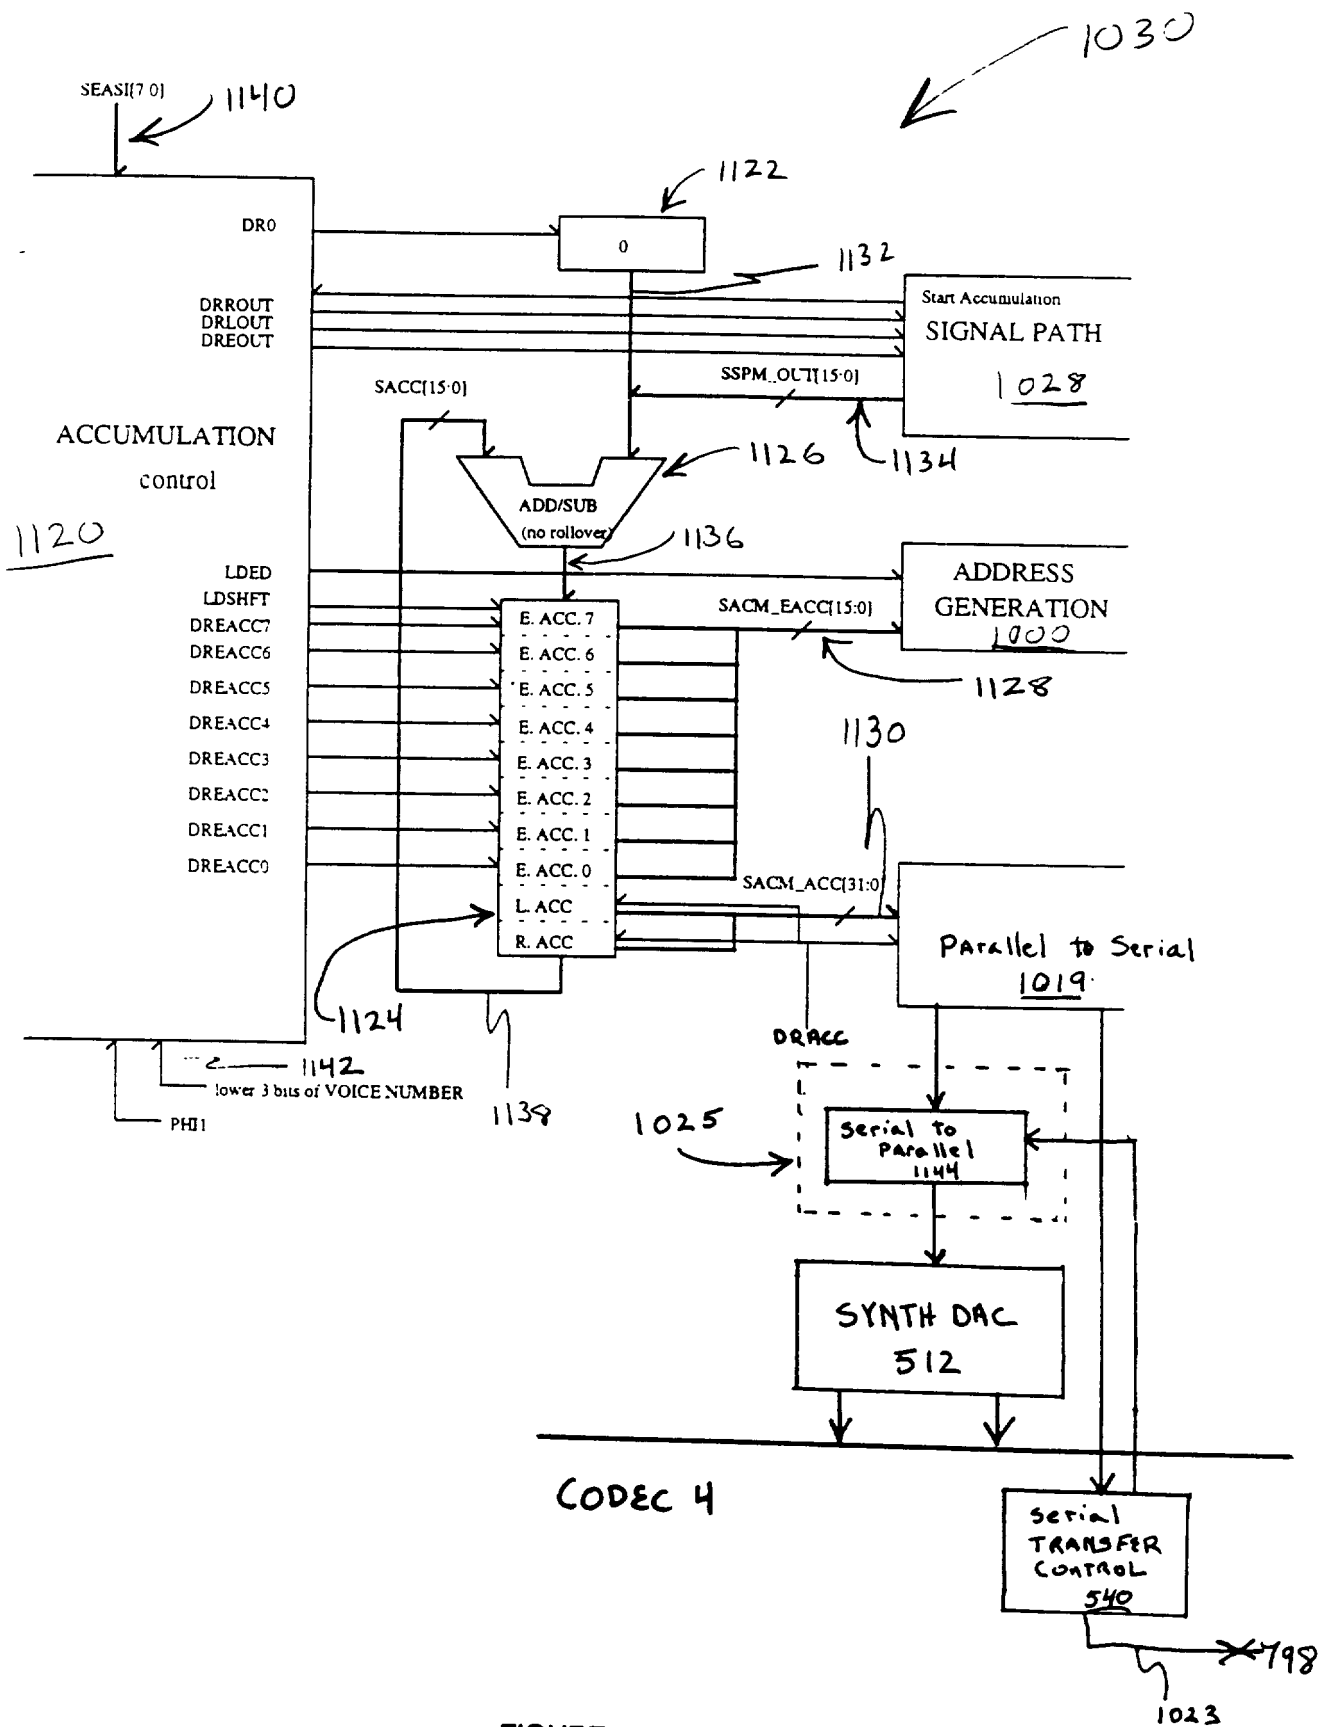 1030
SEASI[7:0]
1140
1122
DR0
0
1132
DRROUT
DRLOUT
DREOUT
Start Accumulation
SIGNAL PATH
1028
SSPM_OUT[15:0]
SACC[15:0]
1134
ACCUMULATION
control
1120
1126
ADD/SUB
(no rollover)
1136
LDED
LDSHFT
DREACC7
DREACC6
DREACC5
DREACC4
DREACC3
DREACC2
DREACC1
DREACC0
E. ACC. 7
E. ACC. 6
E. ACC. 5
E. ACC. 4
E. ACC. 3
E. ACC. 2
E. ACC. 1
E. ACC. 0
L. ACC
R. ACC
SACM_EACC[15:0]
ADDRESS
GENERATION
1000
1128
1130
SACM_ACC[31:0
Parallel to Serial
1019
1124
DRACC
1142
lower 3 bits of VOICE NUMBER
PHI1
1138
1025
Serial to
Parallel
1144
SYNTH DAC
512
CODEC 4
Serial
TRANSFER
CONTROL
540
798
1023